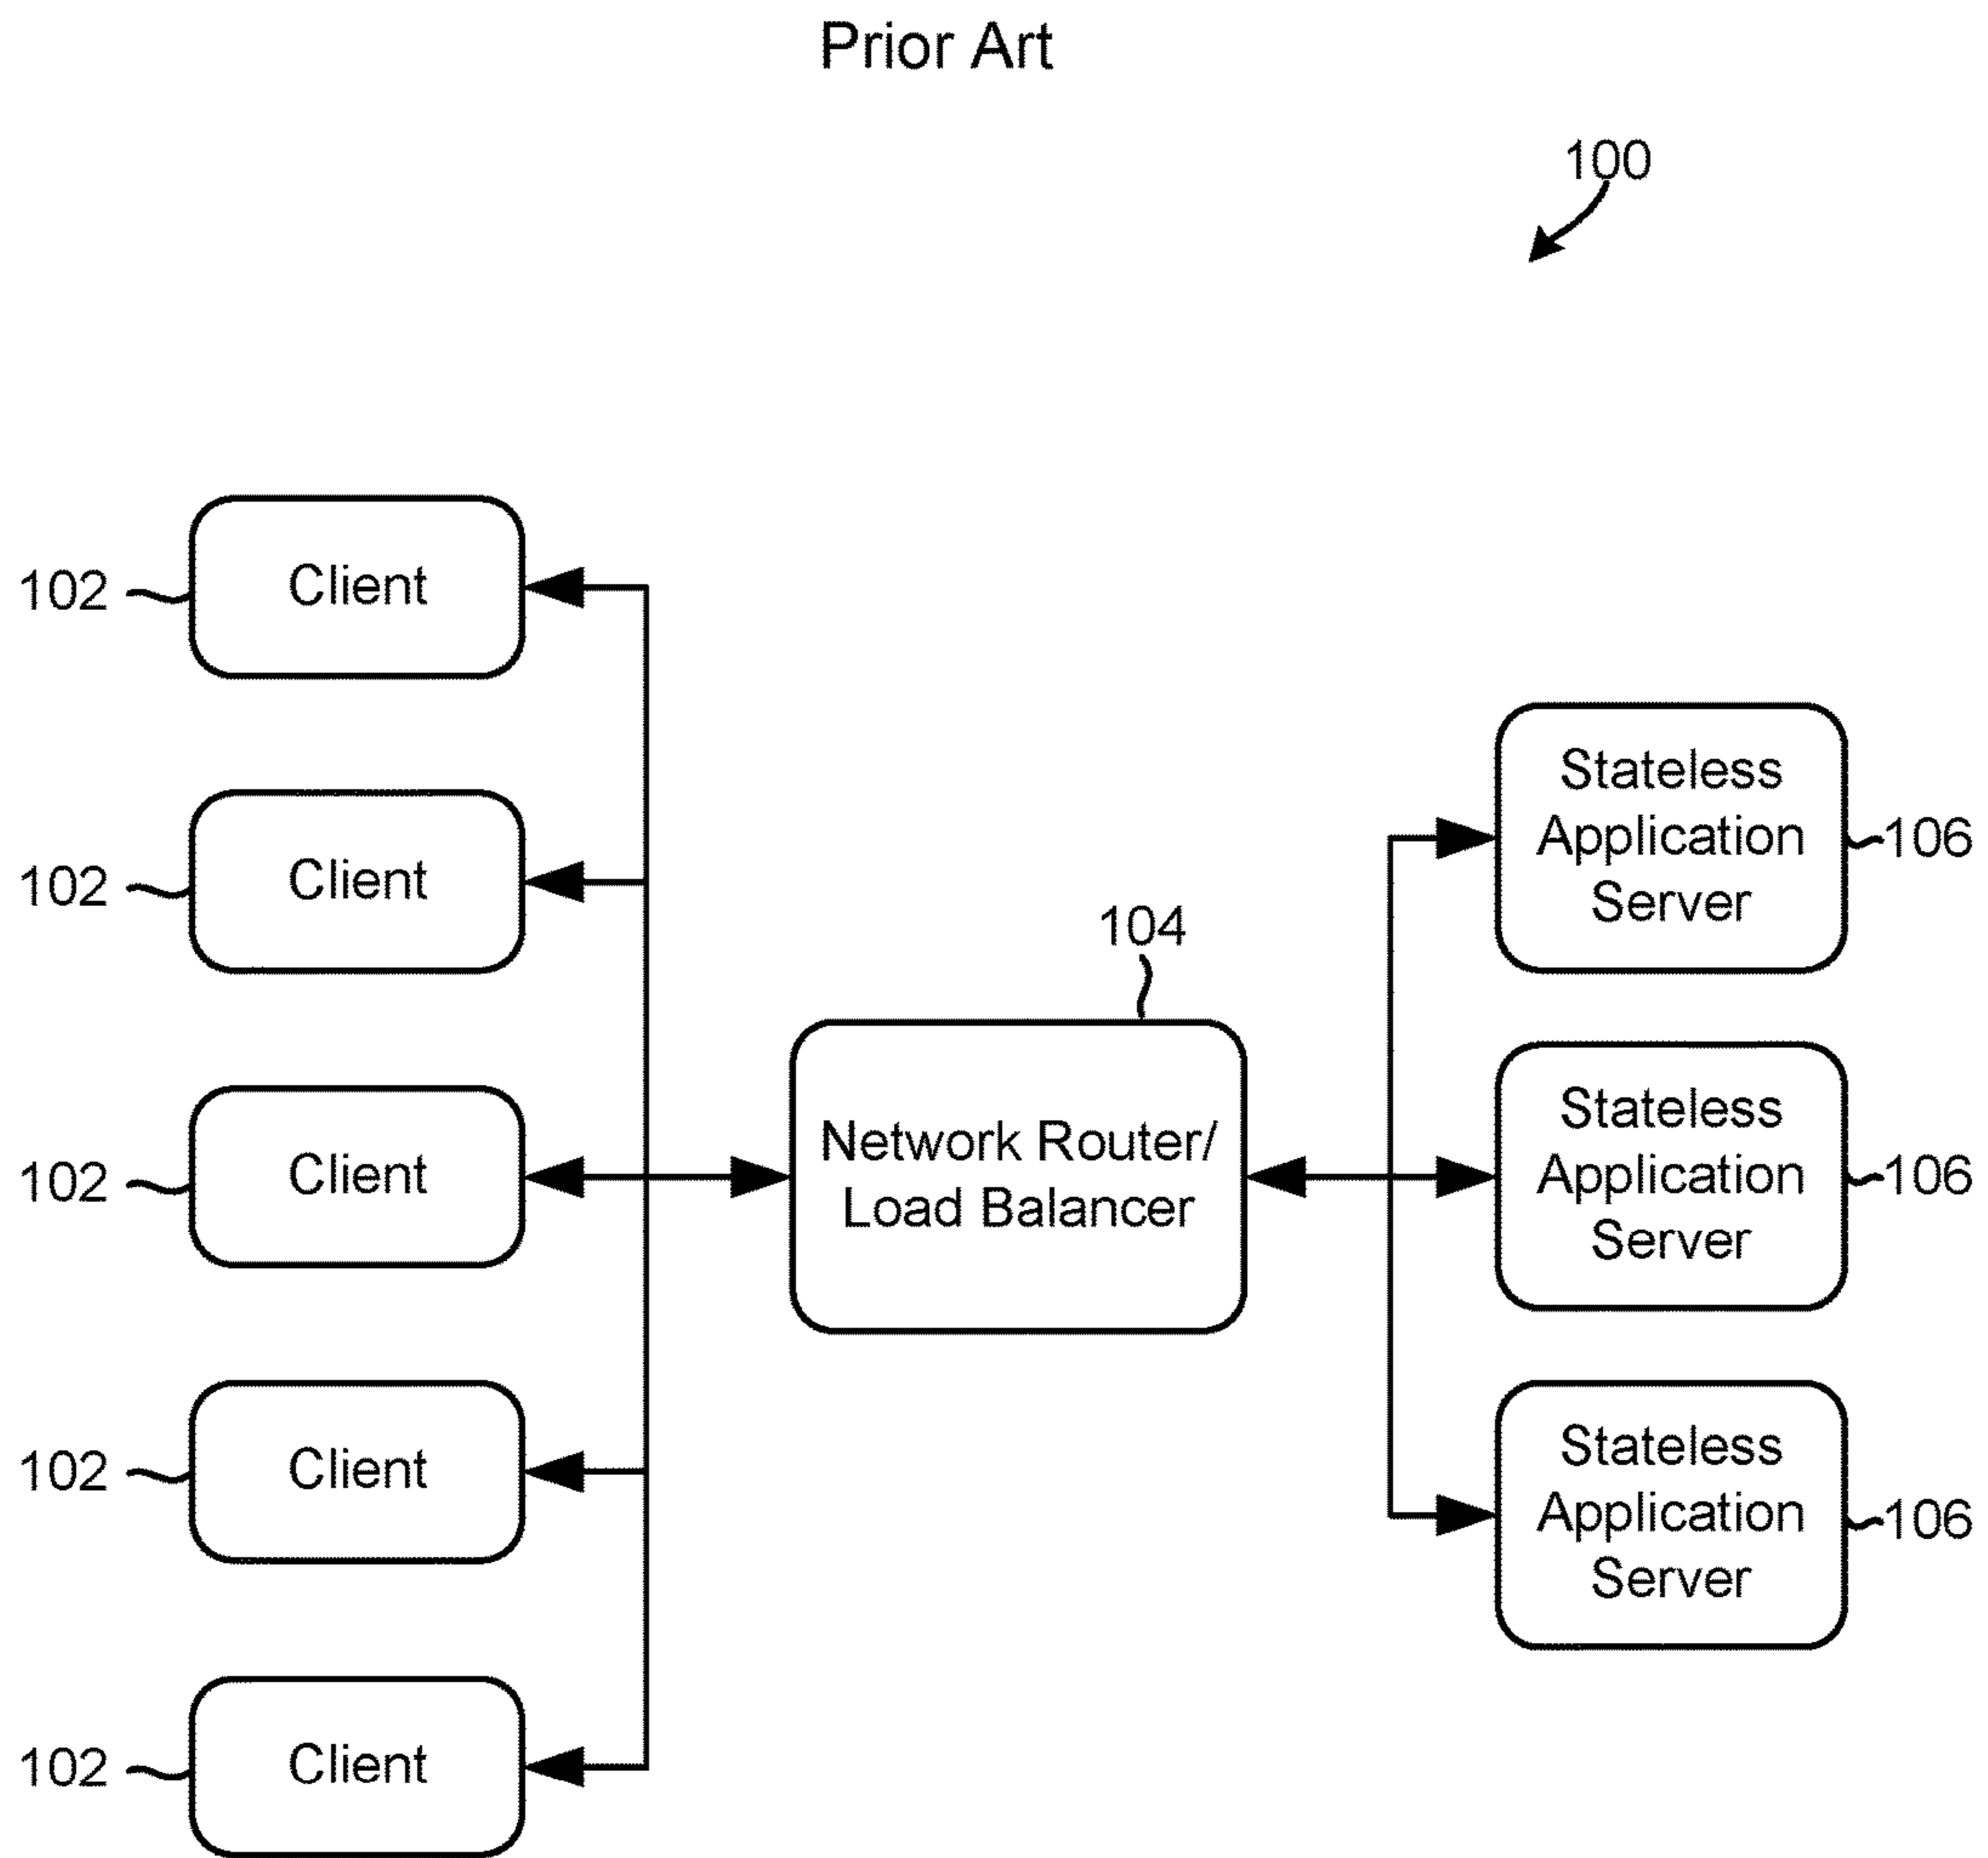 Prior Art
100
102
Client
102
Client
102
Client
102
Client
102
Client
104
Network Router/
Load Balancer
Stateless
Application
Server
106
Stateless
Application
Server
106
Stateless
Application
Server
106